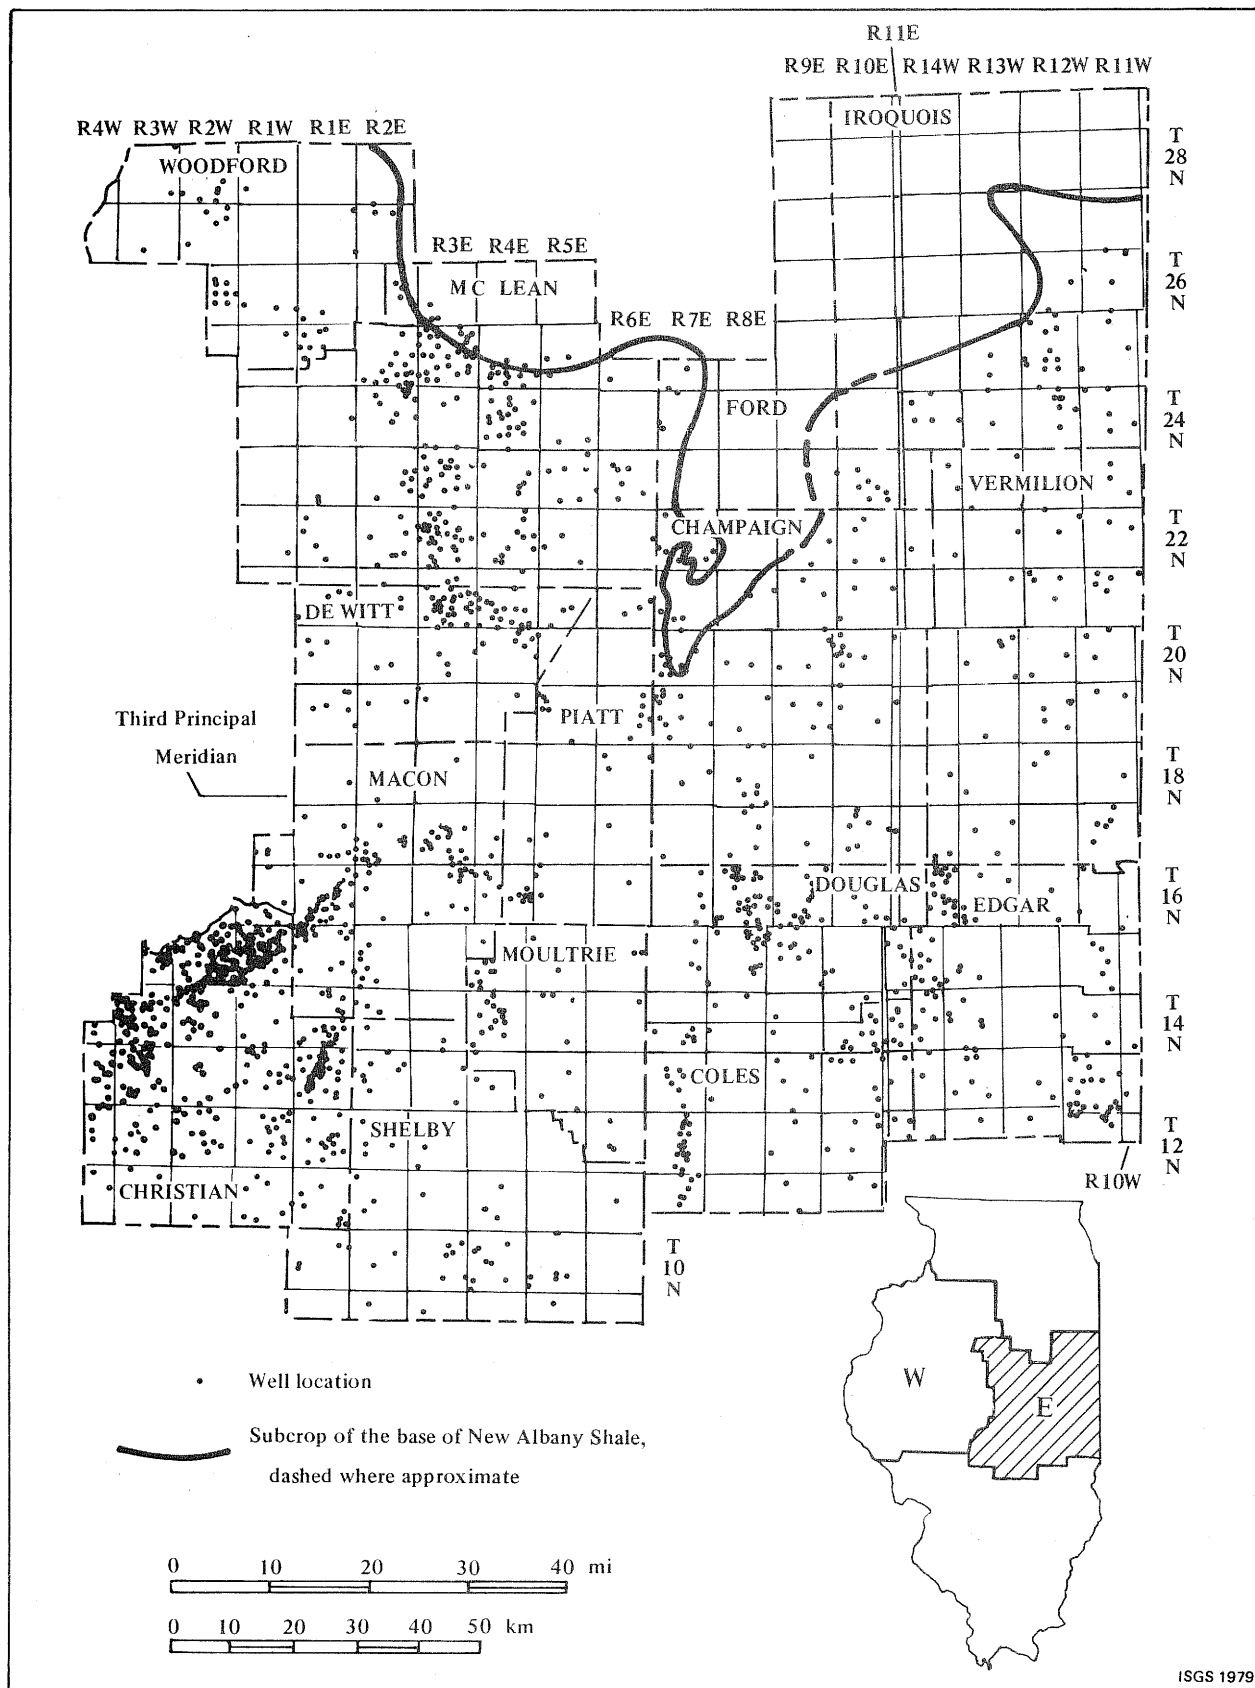 R11E
R9E R10E R14W R13W R12W R11W
IROQUOIS
R4W R3W R2W R1W R1E R2E
WOODFORD
T
28
N
R3E R4E R5E
MC LEAN
T
26
N
R6E R7E R8E
FORD
T
24
N
VERMILION
CHAMPAIGN
T
22
N
DE WITT
T
20
N
Third Principal
Meridian
PIATT
MACON
T
18
N
DOUGLAS
EDGAR
T
16
N
MOULTRIE
T
14
N
COLES
SHELBY
T
12
N
CHRISTIAN
R10W
T
10
N
Well location
Subcrop of the base of New Albany Shale,
dashed where approximate
W
E
0 10 20 30 40 mi
0 10 20 30 40 50 km
ISGS 1979